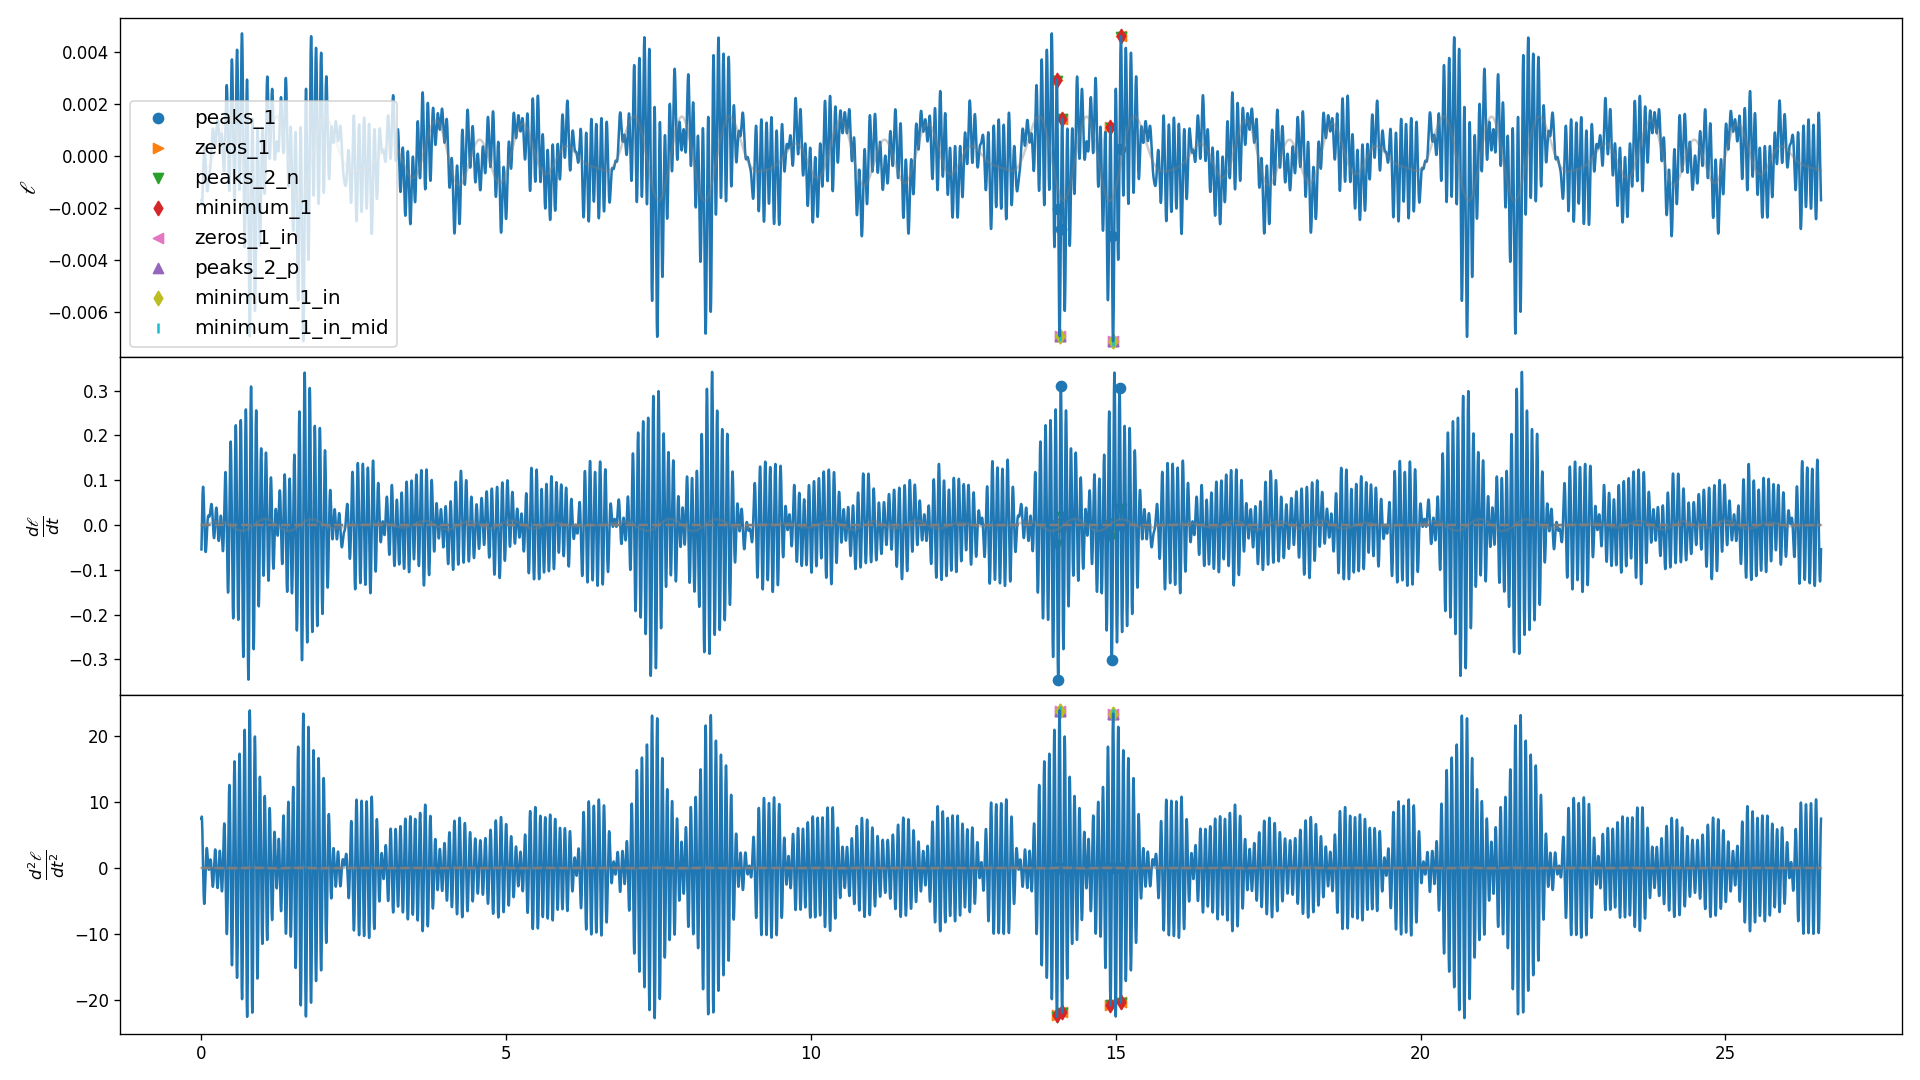 0.004
0.002
0.000
−0.002
−0.004
−0.006
ℓ
peaks_1
zeros_1
peaks_2_n
minimum_1
zeros_1_in
peaks_2_p
minimum_1_in
minimum_1_in_mid
0.3
0.2
0.1
0.0
−0.1
−0.2
−0.3
dℓ/dt
20
10
0
−10
−20
d²ℓ/dt²
0 5 10 15 20 25